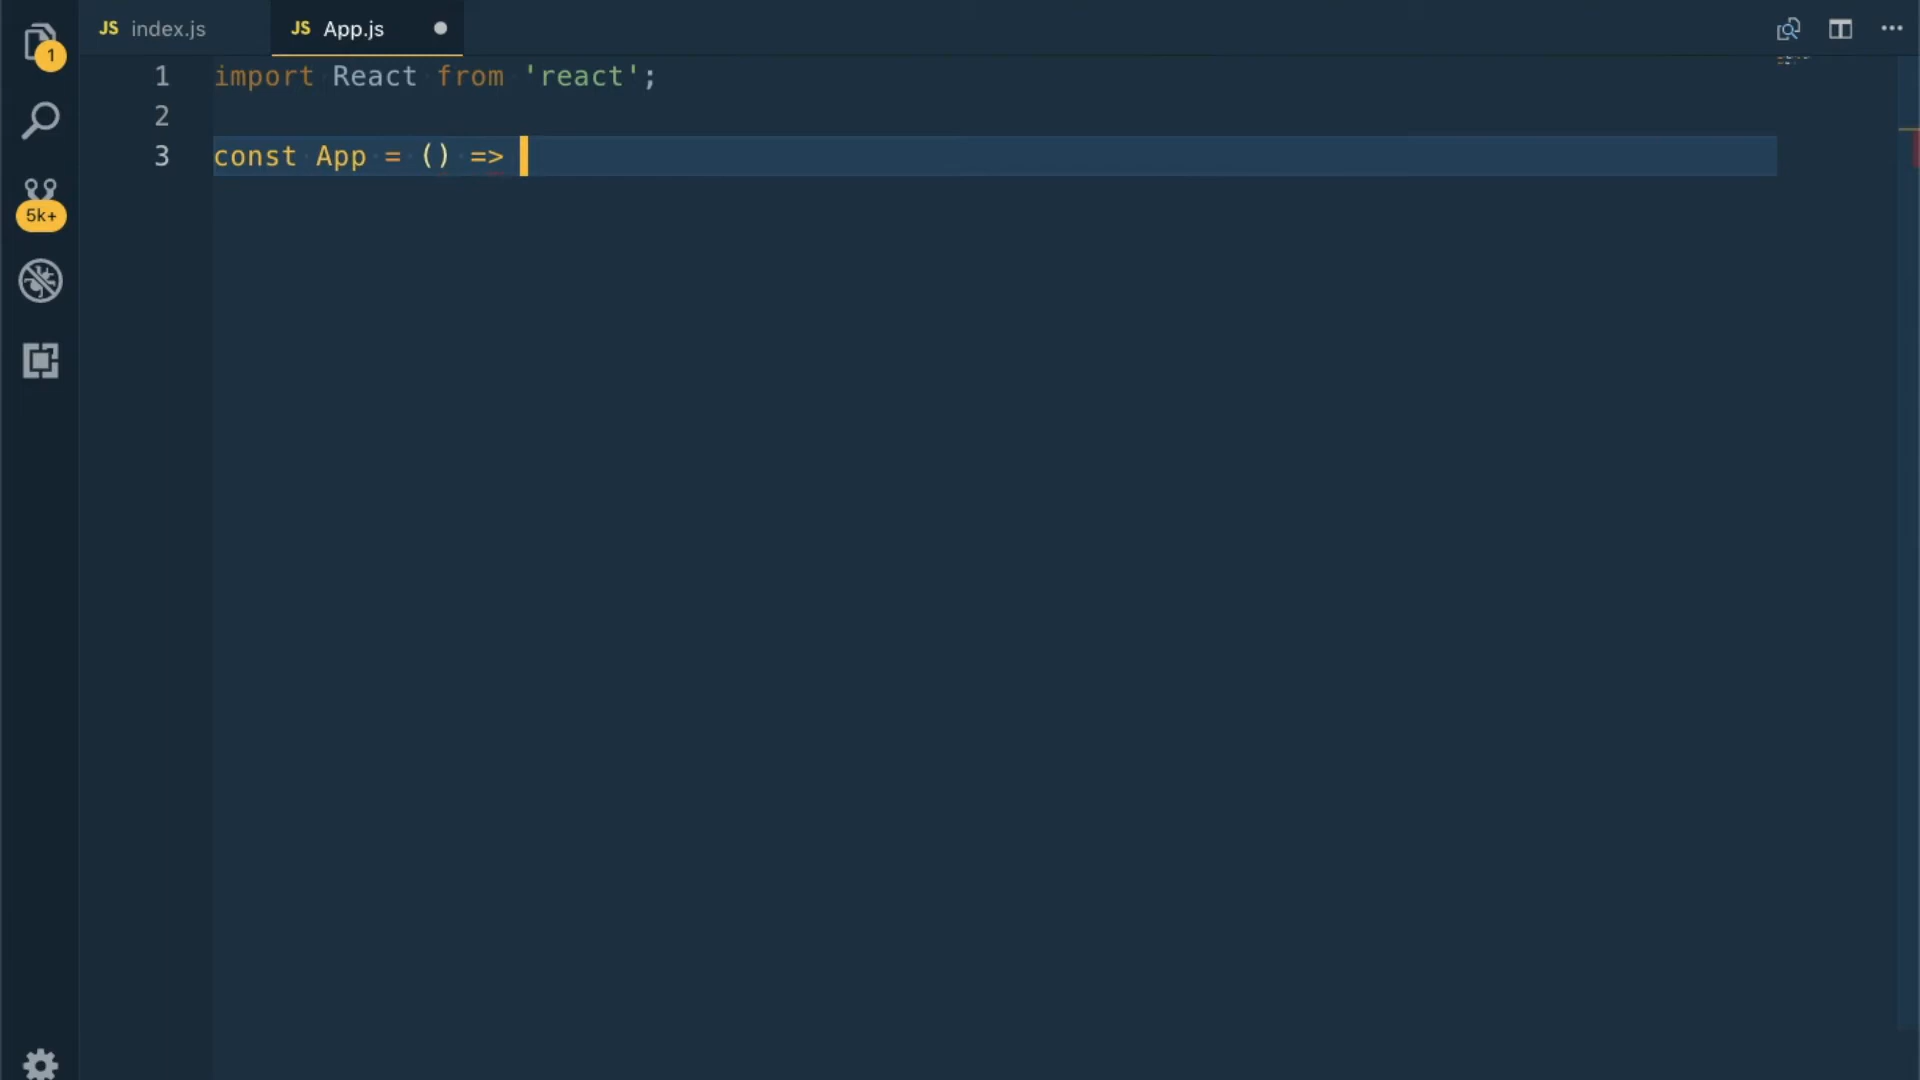 JS index.js
JS App.js
1
5k+
1 import React from 'react';
2
3 const App = () =>